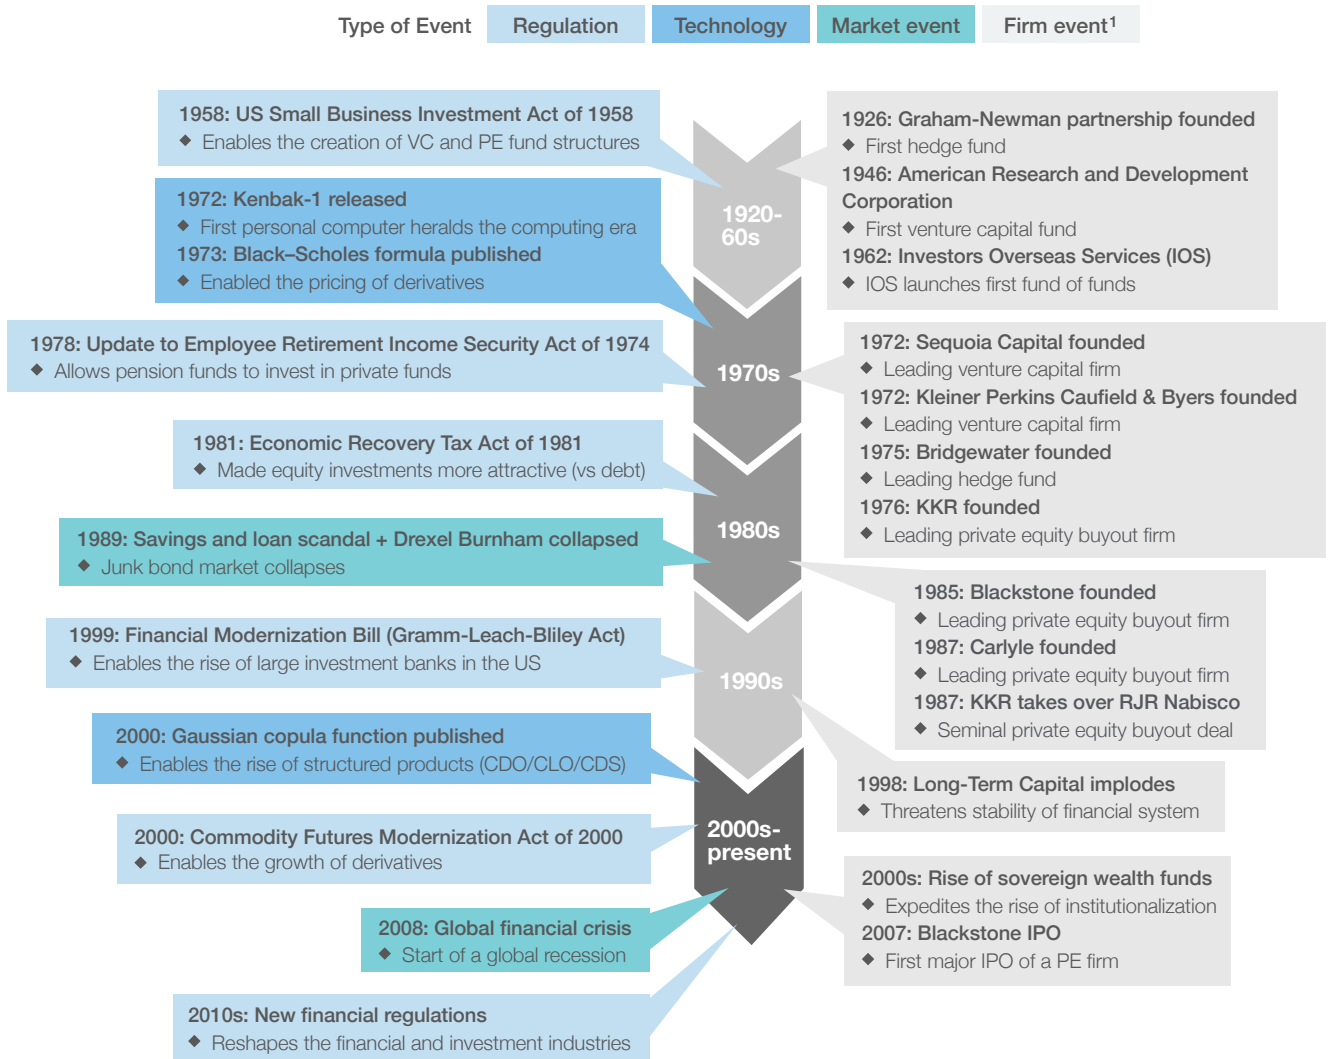 Type of Event Regulation Technology Market event Firm event¹
1958: US Small Business Investment Act of 1958
◆ Enables the creation of VC and PE fund structures
1972: Kenbak-1 released
◆ First personal computer heralds the computing era
1973: Black–Scholes formula published
◆ Enabled the pricing of derivatives
1978: Update to Employee Retirement Income Security Act of 1974
◆ Allows pension funds to invest in private funds
1981: Economic Recovery Tax Act of 1981
◆ Made equity investments more attractive (vs debt)
1989: Savings and loan scandal + Drexel Burnham collapsed
◆ Junk bond market collapses
1999: Financial Modernization Bill (Gramm-Leach-Bliley Act)
◆ Enables the rise of large investment banks in the US
2000: Gaussian copula function published
◆ Enables the rise of structured products (CDO/CLO/CDS)
2000: Commodity Futures Modernization Act of 2000
◆ Enables the growth of derivatives
2008: Global financial crisis
◆ Start of a global recession
2010s: New financial regulations
◆ Reshapes the financial and investment industries
1920-
60s
1970s
1980s
1990s
2000s-
present
1926: Graham-Newman partnership founded
◆ First hedge fund
1946: American Research and Development
Corporation
◆ First venture capital fund
1962: Investors Overseas Services (IOS)
◆ IOS launches first fund of funds
1972: Sequoia Capital founded
◆ Leading venture capital firm
1972: Kleiner Perkins Caufield & Byers founded
◆ Leading venture capital firm
1975: Bridgewater founded
◆ Leading hedge fund
1976: KKR founded
◆ Leading private equity buyout firm
1985: Blackstone founded
◆ Leading private equity buyout firm
1987: Carlyle founded
◆ Leading private equity buyout firm
1987: KKR takes over RJR Nabisco
◆ Seminal private equity buyout deal
1998: Long-Term Capital implodes
◆ Threatens stability of financial system
2000s: Rise of sovereign wealth funds
◆ Expedites the rise of institutionalization
2007: Blackstone IPO
◆ First major IPO of a PE firm